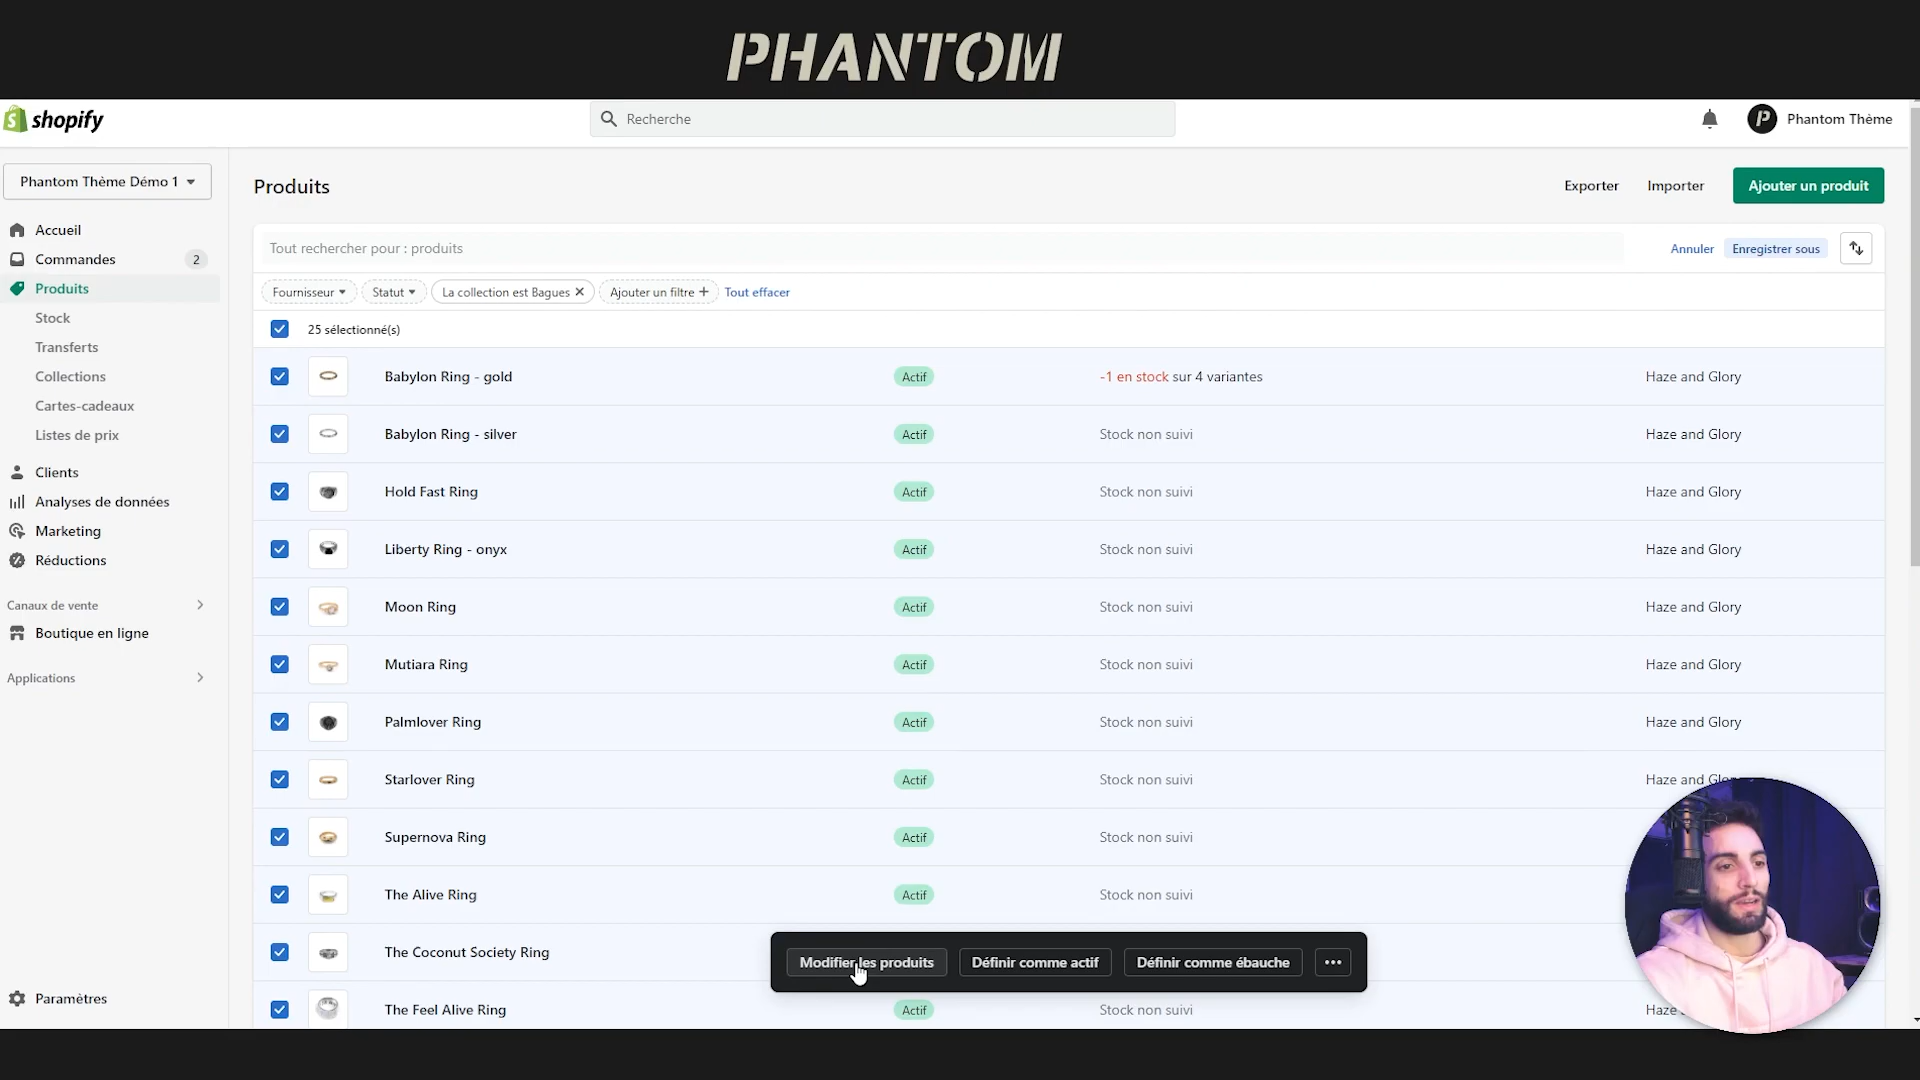 PHANTOM
shopify
Recherche
Phantom Thème
Phantom Thème Démo 1
Produits
Exporter
Importer
Ajouter un produit
Accueil
Commandes
2
Produits
Stock
Transferts
Collections
Cartes-cadeaux
Listes de prix
Clients
Analyses de données
Marketing
Réductions
Canaux de vente
Boutique en ligne
Applications
Paramètres
Tout rechercher pour : produits
Annuler
Enregistrer sous
Fournisseur
Statut
La collection est Bagues
Ajouter un filtre
Tout effacer
25 sélectionné(s)
Babylon Ring - gold Actif -1 en stock sur 4 variantes Haze and Glory
Babylon Ring - silver Actif Stock non suivi Haze and Glory
Hold Fast Ring Actif Stock non suivi Haze and Glory
Liberty Ring - onyx Actif Stock non suivi Haze and Glory
Moon Ring Actif Stock non suivi Haze and Glory
Mutiara Ring Actif Stock non suivi Haze and Glory
Palmlover Ring Actif Stock non suivi Haze and Glory
Starlover Ring Actif Stock non suivi Haze and
Supernova Ring Actif Stock non suivi
The Alive Ring Actif Stock non suivi
The Coconut Society Ring
Modifier les produits
Définir comme actif
Définir comme ébauche
The Feel Alive Ring Actif Stock non suivi Haze